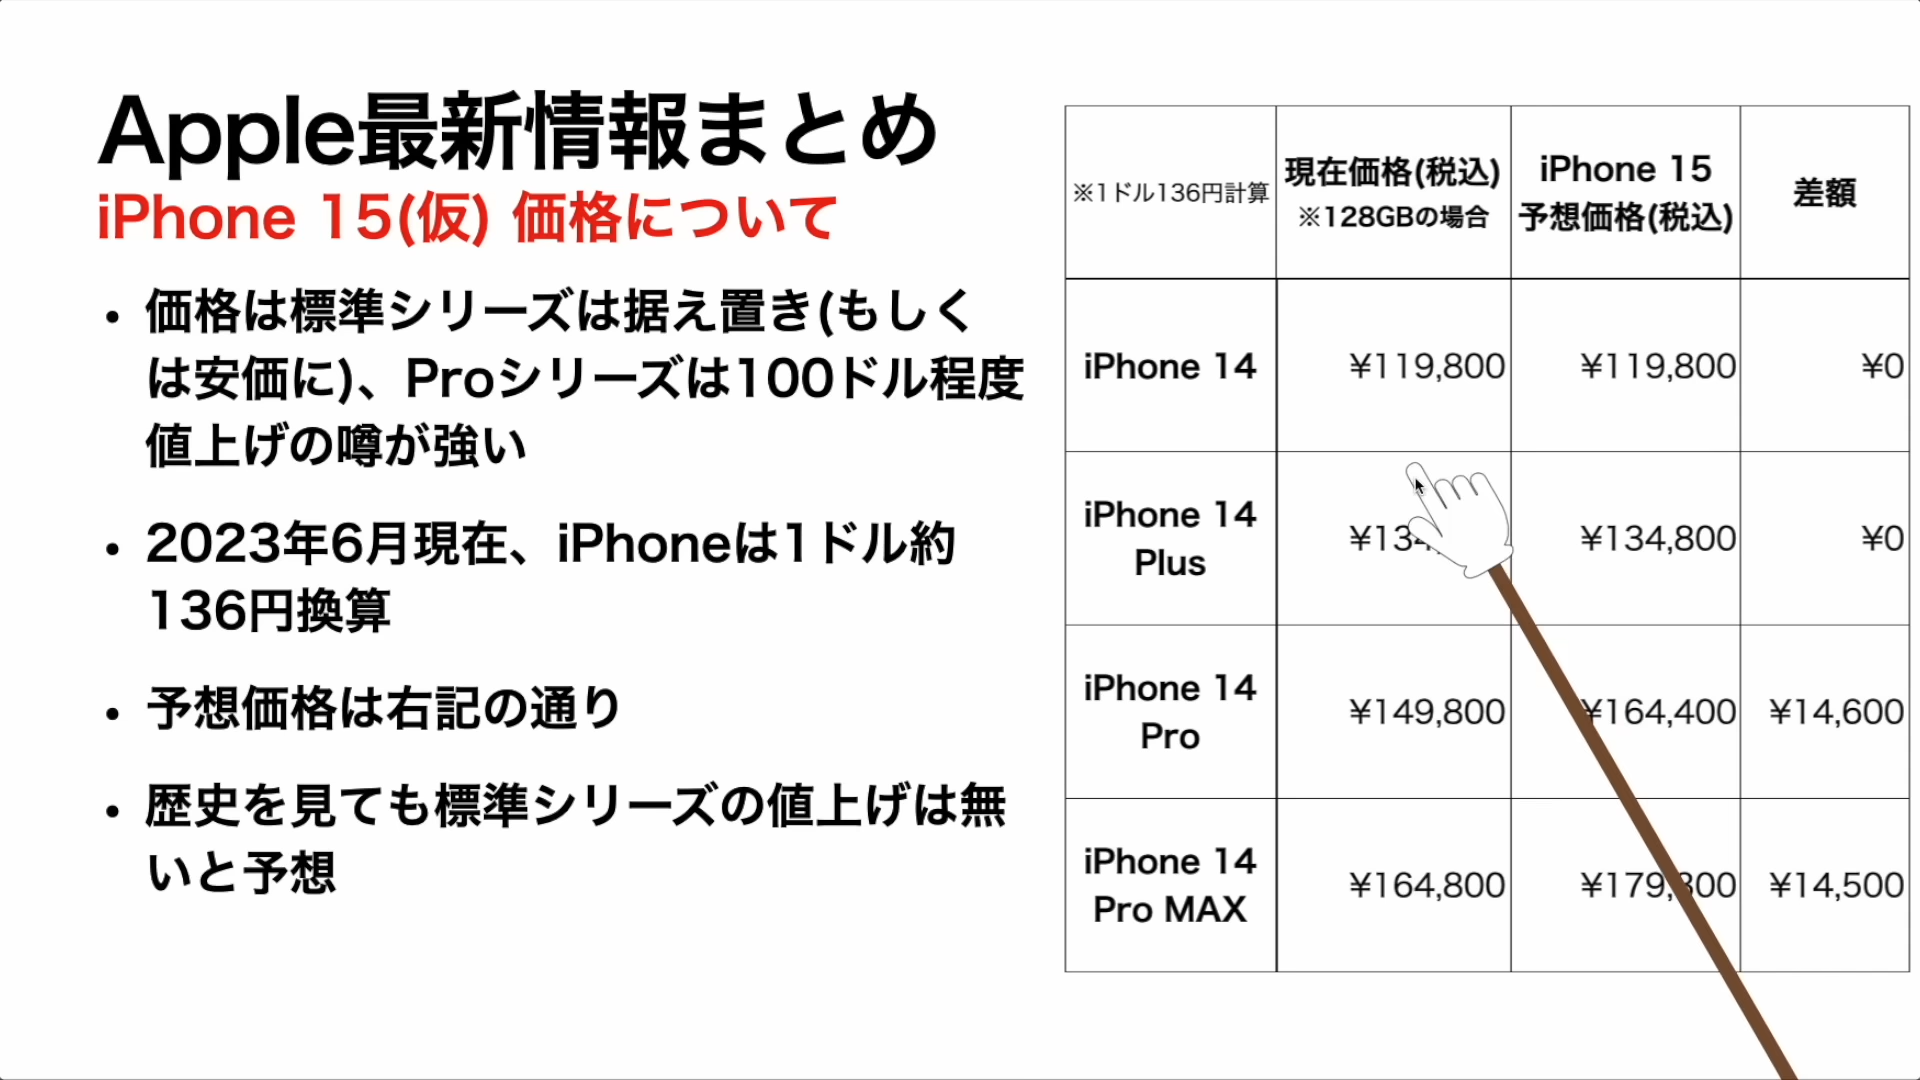 Apple最新情報まとめ
iPhone 15(仮) 価格について
• 価格は標準シリーズは据え置き(もしく
は安価に)、Proシリーズは100ドル程度
値上げの噂が強い
• 2023年6月現在、iPhoneは1ドル約
136円換算
• 予想価格は右記の通り
• 歴史を見ても標準シリーズの値上げは無
いと予想
※1ドル136円計算
現在価格(税込)
※128GBの場合
iPhone 15
予想価格(税込)
差額
iPhone 14
¥119,800
¥119,800
¥0
iPhone 14
Plus
¥134,800
¥0
iPhone 14
Pro
¥149,800
¥164,400
¥14,600
iPhone 14
Pro MAX
¥164,800
¥179,300
¥14,500